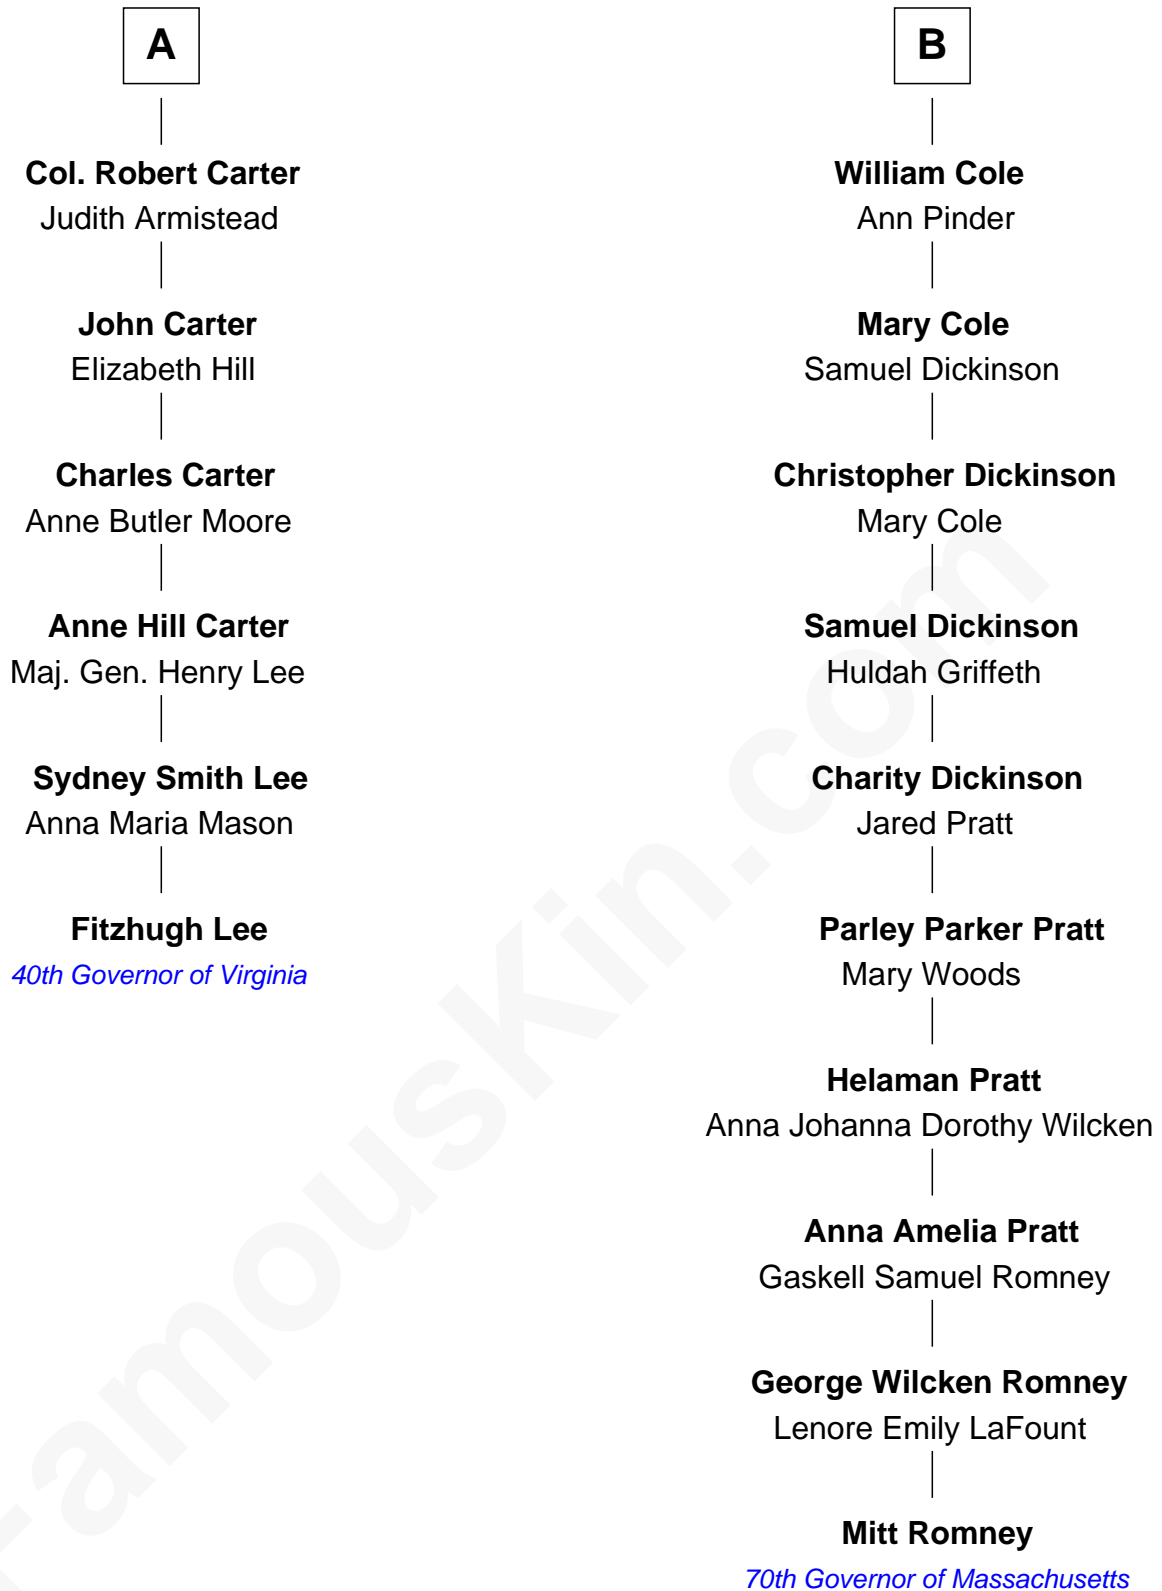 A
Col. Robert Carter
Judith Armistead
John Carter
Elizabeth Hill
Charles Carter
Anne Butler Moore
Anne Hill Carter
Maj. Gen. Henry Lee
Sydney Smith Lee
Anna Maria Mason
Fitzhugh Lee
40th Governor of Virginia
B
William Cole
Ann Pinder
Mary Cole
Samuel Dickinson
Christopher Dickinson
Mary Cole
Samuel Dickinson
Huldah Griffeth
Charity Dickinson
Jared Pratt
Parley Parker Pratt
Mary Woods
Helaman Pratt
Anna Johanna Dorothy Wilcken
Anna Amelia Pratt
Gaskell Samuel Romney
George Wilcken Romney
Lenore Emily LaFount
Mitt Romney
70th Governor of Massachusetts
FamousKin.com